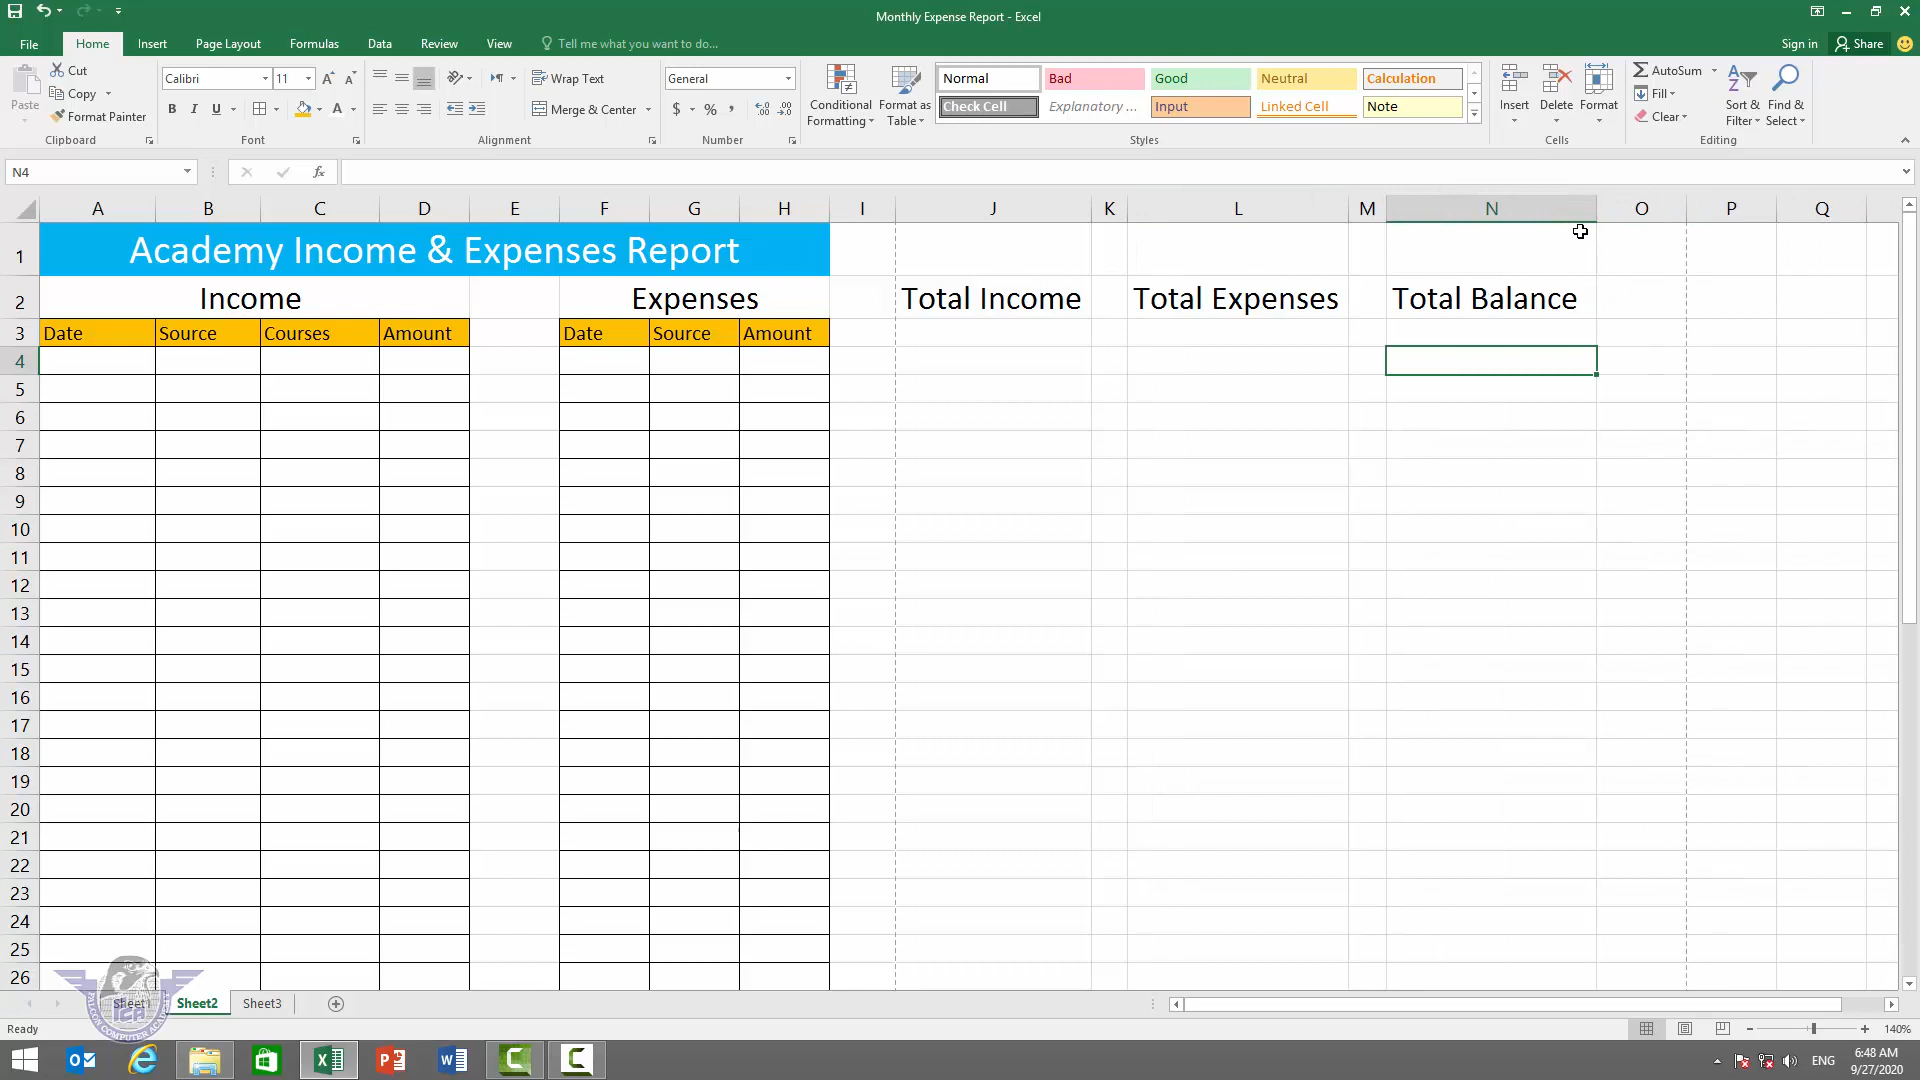 Monthly Expense Report - Excel
File Home Insert Page Layout Formulas Data Review View Tell me what you want to do... Sign in Share
Paste
Cut
Copy
Format Painter
Clipboard
Calibri 11
B I U
Font
Wrap Text
Merge & Center
Alignment
General
$ % ,
Number
Conditional Formatting
Format as Table
Normal Bad Good Neutral Calculation
Check Cell Explanatory ... Input Linked Cell Note
Styles
Insert Delete Format
Cells
AutoSum
Fill
Clear
Sort & Filter
Find & Select
Editing
N4
fx
A B C D E F G H I J K L M N O P Q
1 Academy Income & Expenses Report
2 Income Expenses Total Income Total Expenses Total Balance
3 Date Source Courses Amount Date Source Amount
4
5
6
7
8
9
10
11
12
13
14
15
16
17
18
19
20
21
22
23
24
25
26
Sheet1 Sheet2 Sheet3
Ready
140%
ENG
6:48 AM
9/27/2020